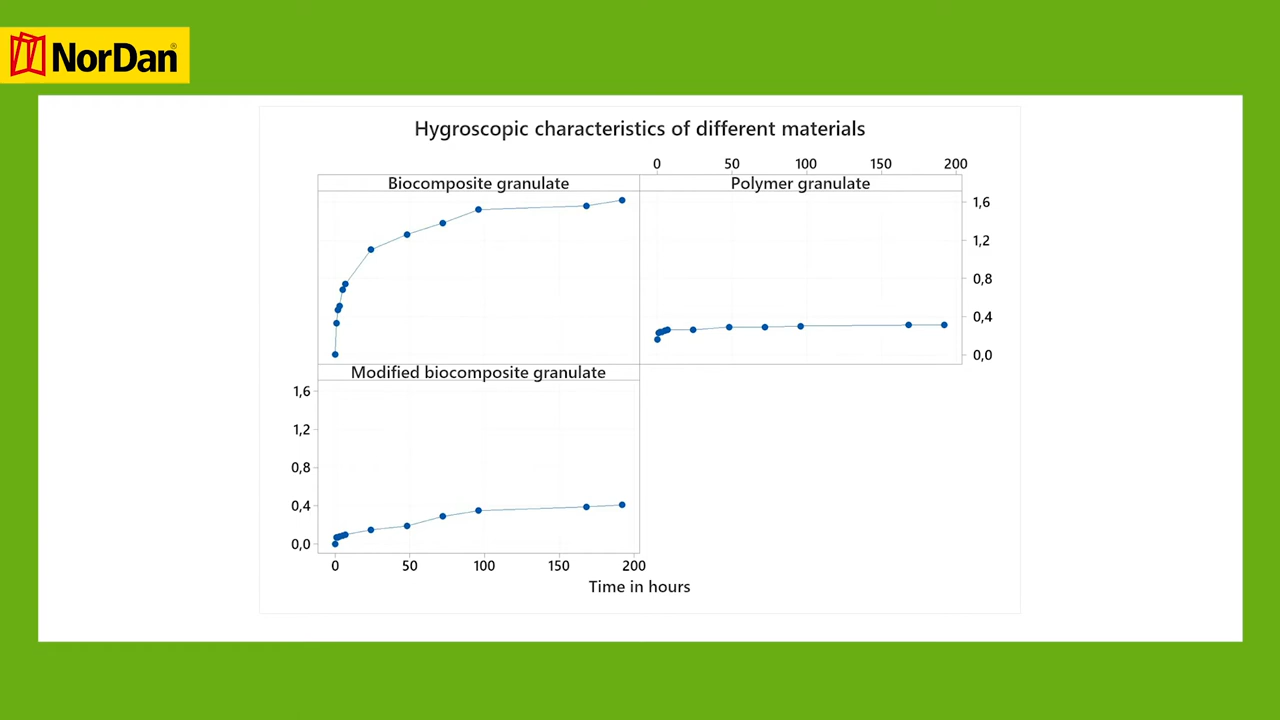 NorDan®
Hygroscopic characteristics of different materials
0 50 100 150 200
Biocomposite granulate
Polymer granulate
1,6
1,2
0,8
0,4
0,0
Modified biocomposite granulate
1,6
1,2
0,8
0,4
0,0
0 50 100 150 200
Time in hours